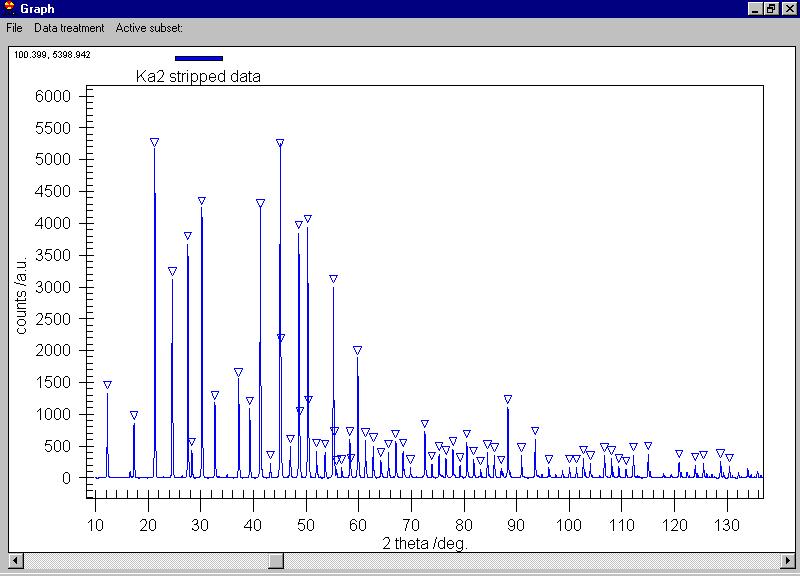 Graph
File Data treatment Active subset:
100.399, 5398.942
Ka2 stripped data
6000
5500
5000
4500
4000
3500
3000
2500
2000
1500
1000
500
0
counts /a.u.
10 20 30 40 50 60 70 80 90 100 110 120 130
2 theta /deg.